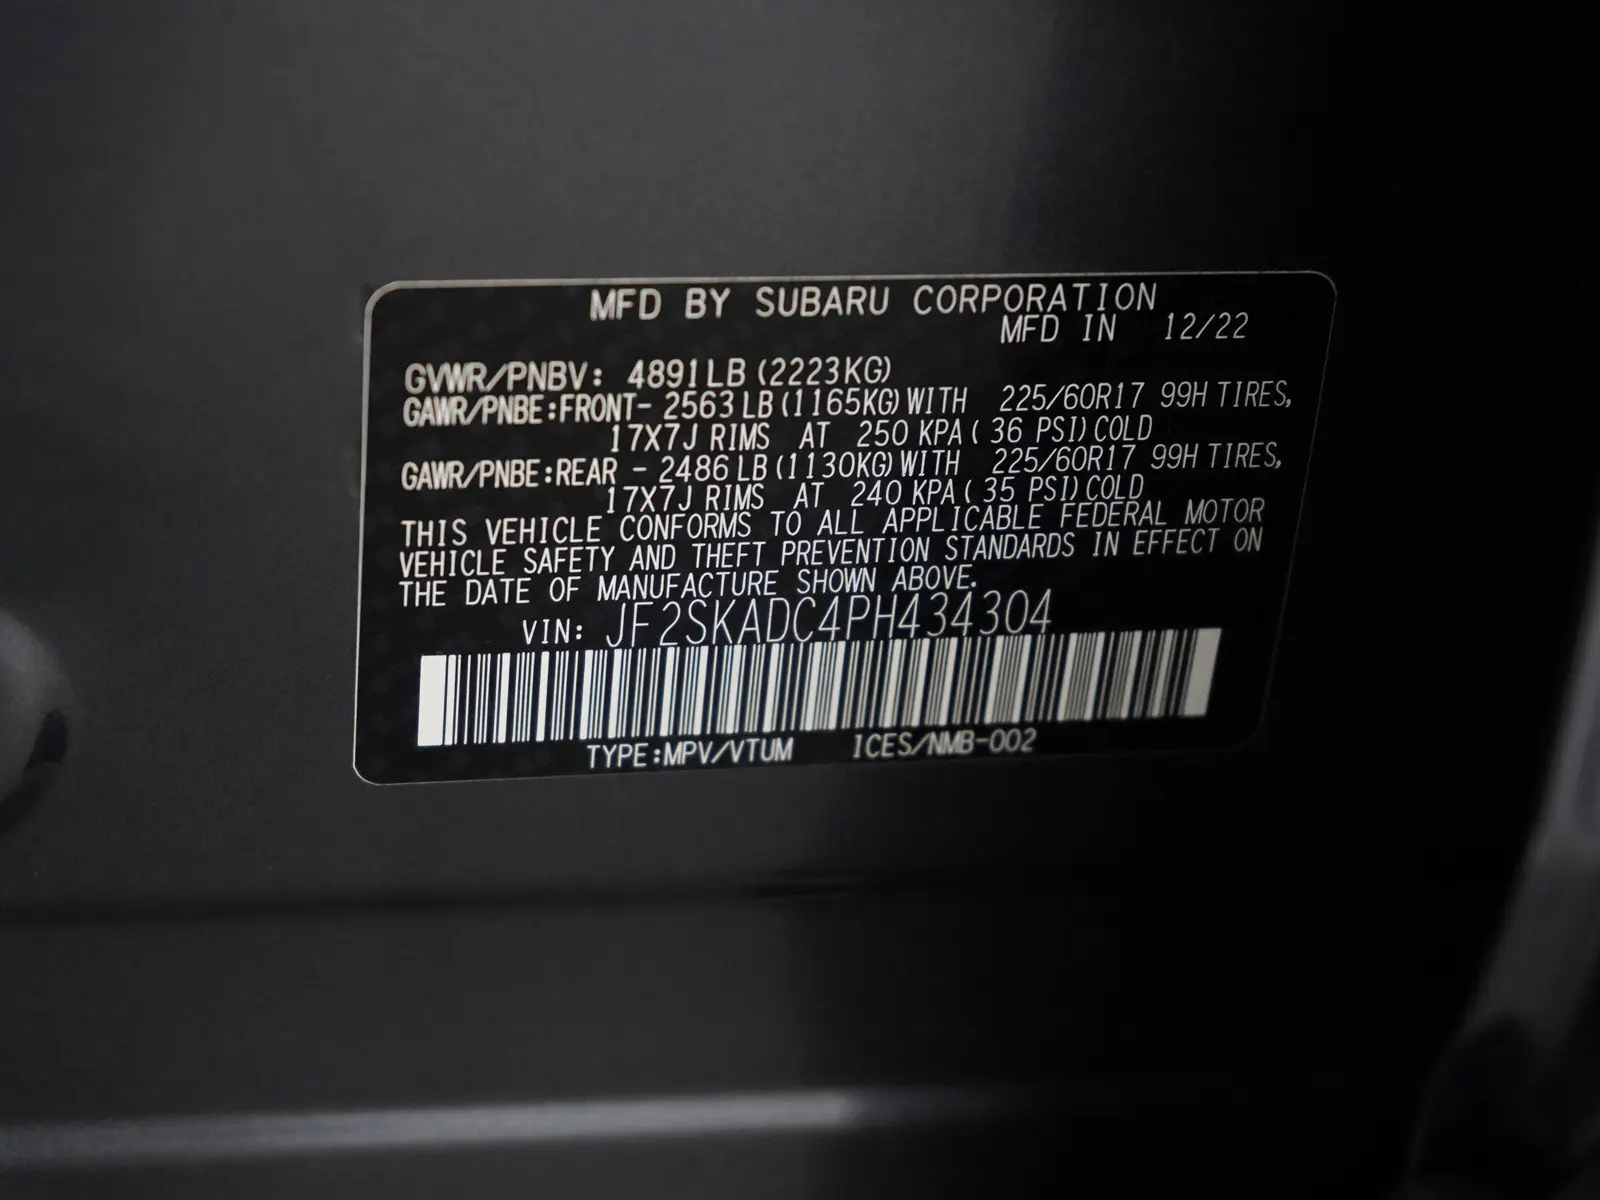 MFD BY SUBARU CORPORATION
MFD IN 12/22
GVWR/PNBV: 4891LB (2223KG)
GAWR/PNBE:FRONT- 2563 LB (1165KG) WITH 225/60R17 99H TIRES,
17X7J RIMS AT 250 KPA ( 36 PSI) COLD
GAWR/PNBE:REAR - 2486 LB (1130KG) WITH 225/60R17 99H TIRES,
17X7J RIMS AT 240 KPA ( 35 PSI) COLD
THIS VEHICLE CONFORMS TO ALL APPLICABLE FEDERAL MOTOR
VEHICLE SAFETY AND THEFT PREVENTION STANDARDS IN EFFECT ON
THE DATE OF MANUFACTURE SHOWN ABOVE.
VIN: JF2SKADC4PH434304
TYPE:MPV/VTUM ICES/NMB-002